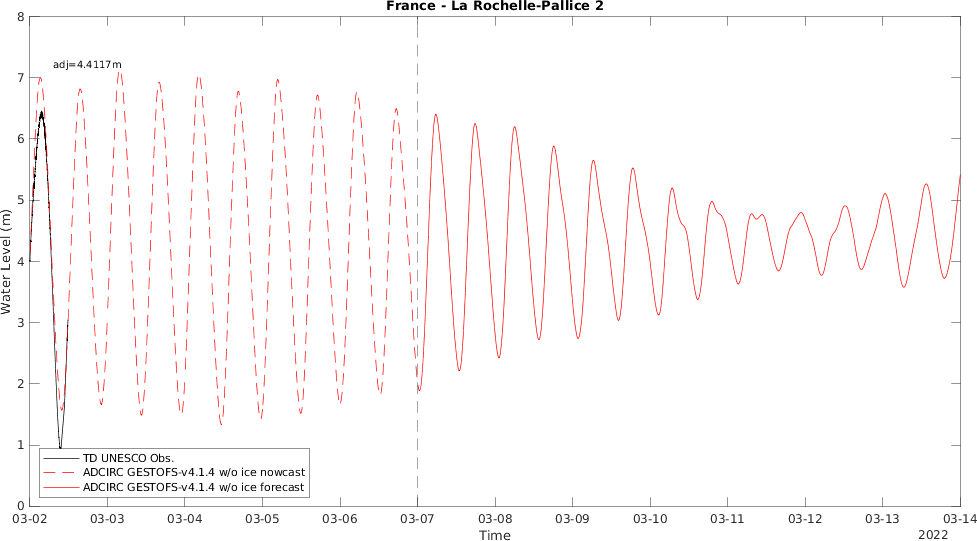 France - La Rochelle-Pallice 2
8
7
6
5
4
3
2
1
0
Water Level (m)
adj=4.4117m
TD UNESCO Obs.
ADCIRC GESTOFS-v4.1.4 w/o ice nowcast
ADCIRC GESTOFS-v4.1.4 w/o ice forecast
03-02 03-03 03-04 03-05 03-06 03-07 03-08 03-09 03-10 03-11 03-12 03-13 03-14
Time
2022